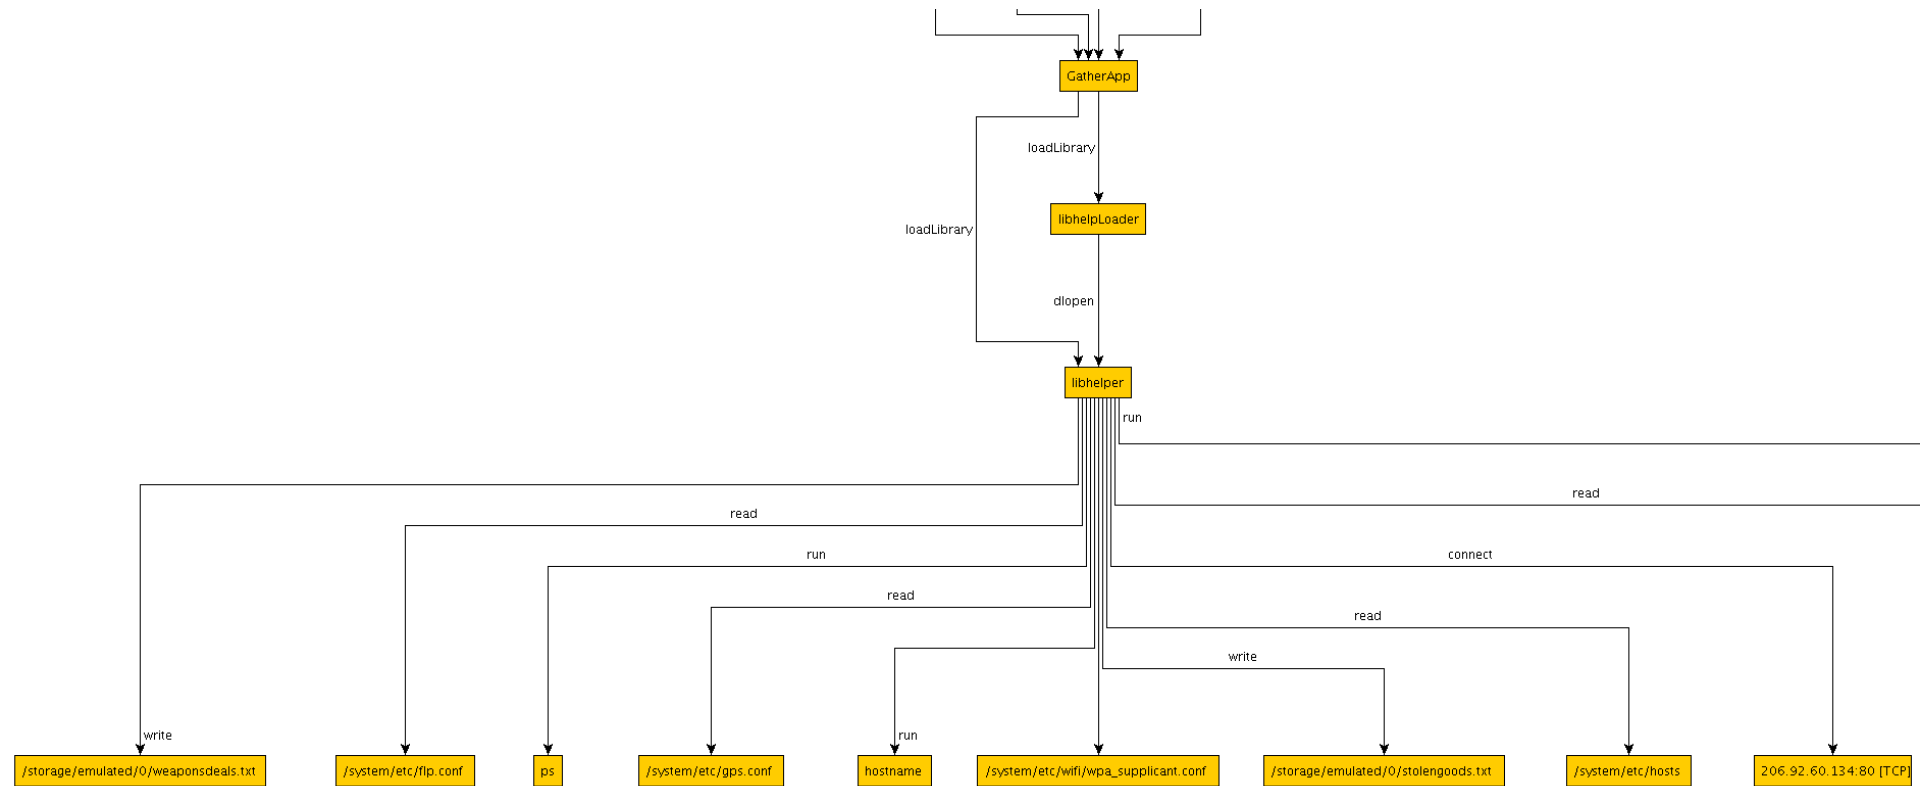 GatherApp
loadLibrary
libhelpLoader
loadLibrary
dlopen
libhelper
run
read
read
run
connect
read
read
write
write
run
/storage/emulated/0/weaponsdeals.txt
/system/etc/flp.conf
ps
/system/etc/gps.conf
hostname
/system/etc/wifi/wpa_supplicant.conf
/storage/emulated/0/stolengoods.txt
/system/etc/hosts
206.92.60.134:80 [TCP]